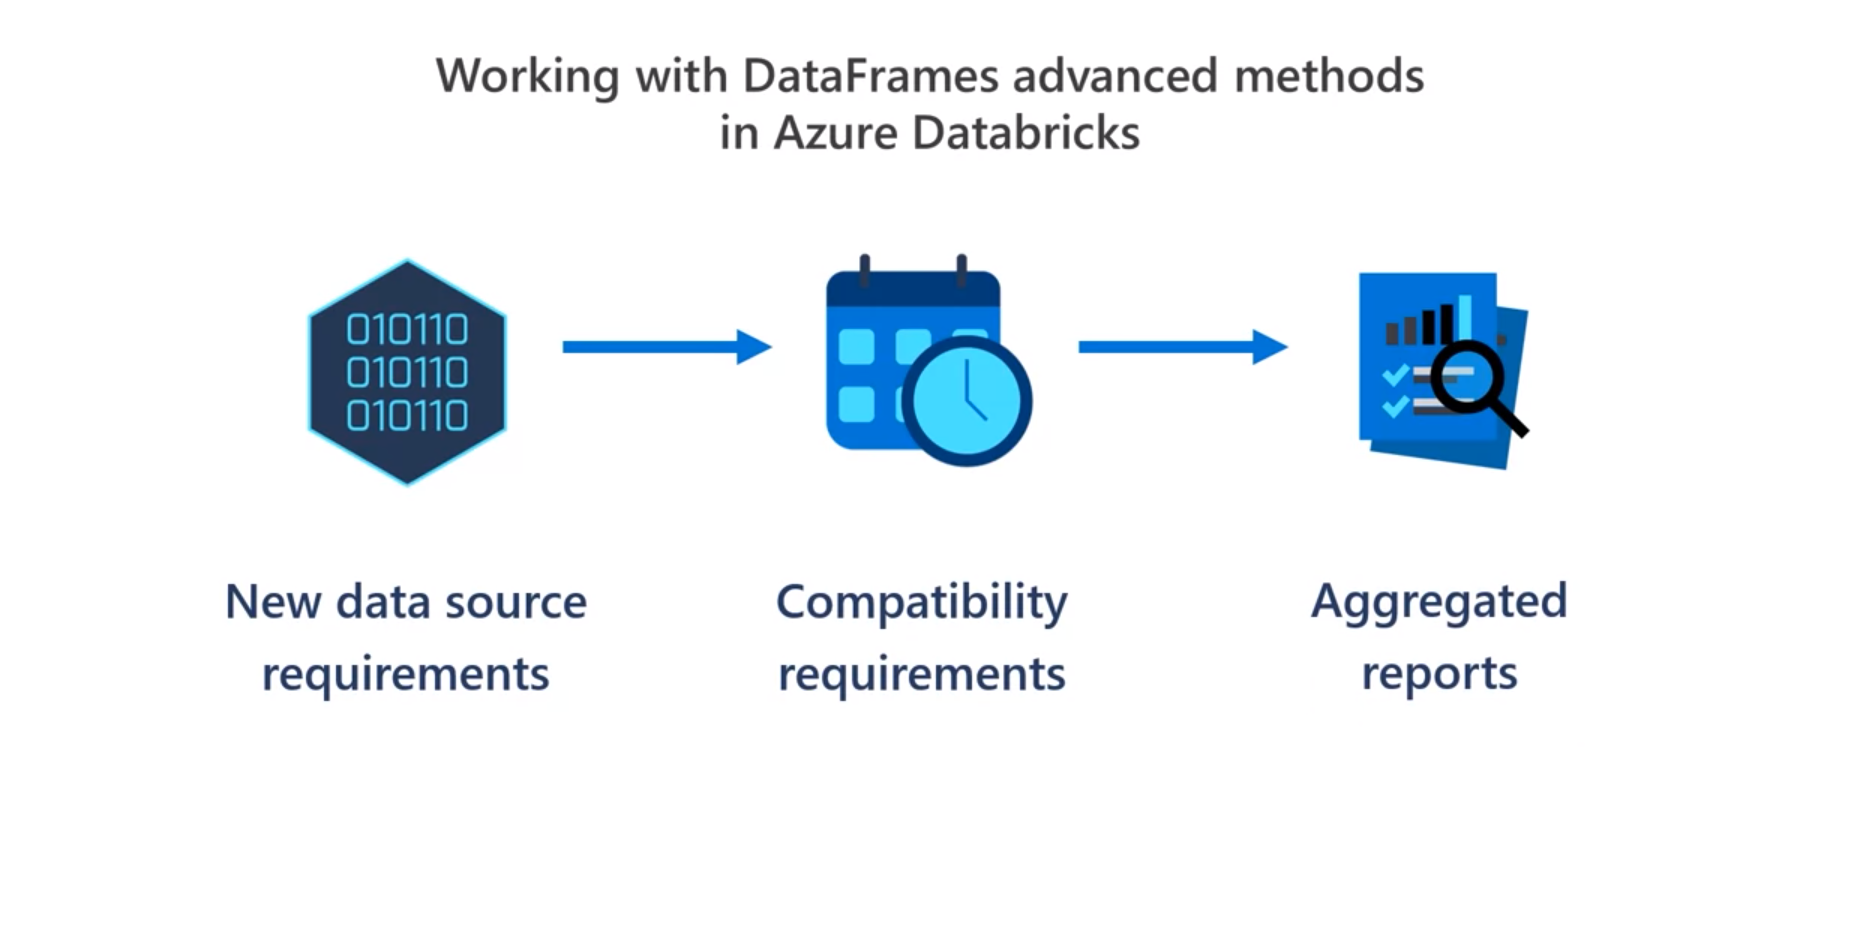 Working with DataFrames advanced methods
in Azure Databricks
010110
010110
010110
New data source
requirements
Compatibility
requirements
Aggregated
reports